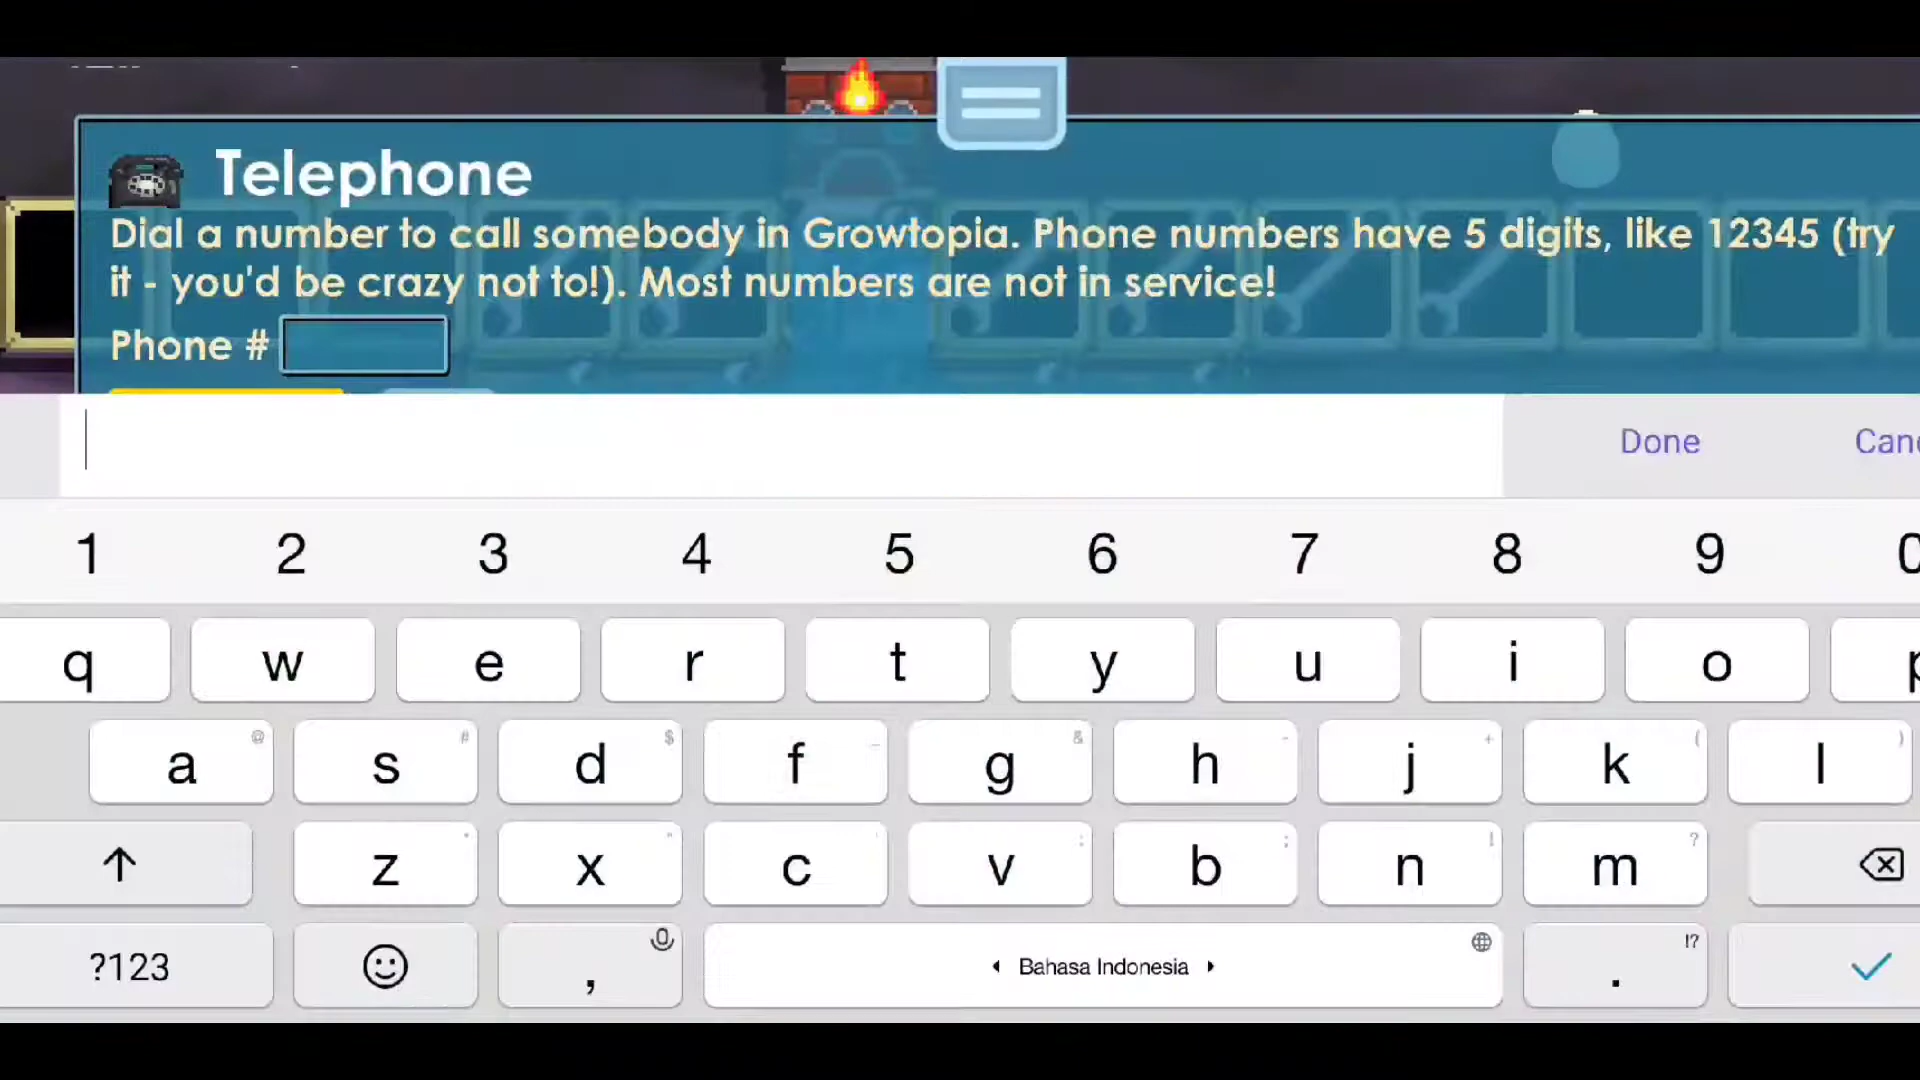 Telephone
Dial a number to call somebody in Growtopia. Phone numbers have 5 digits, like 12345 (try
it - you'd be crazy not to!). Most numbers are not in service!
Phone #
Done
1 2 3 4 5 6 7 8 9 0
q w e r t y u i o p
@ # $ _ & - + ( )
a s d f g h j k l
* " ' : ; ! ?
z x c v b n m
!?
?123 , Bahasa Indonesia .